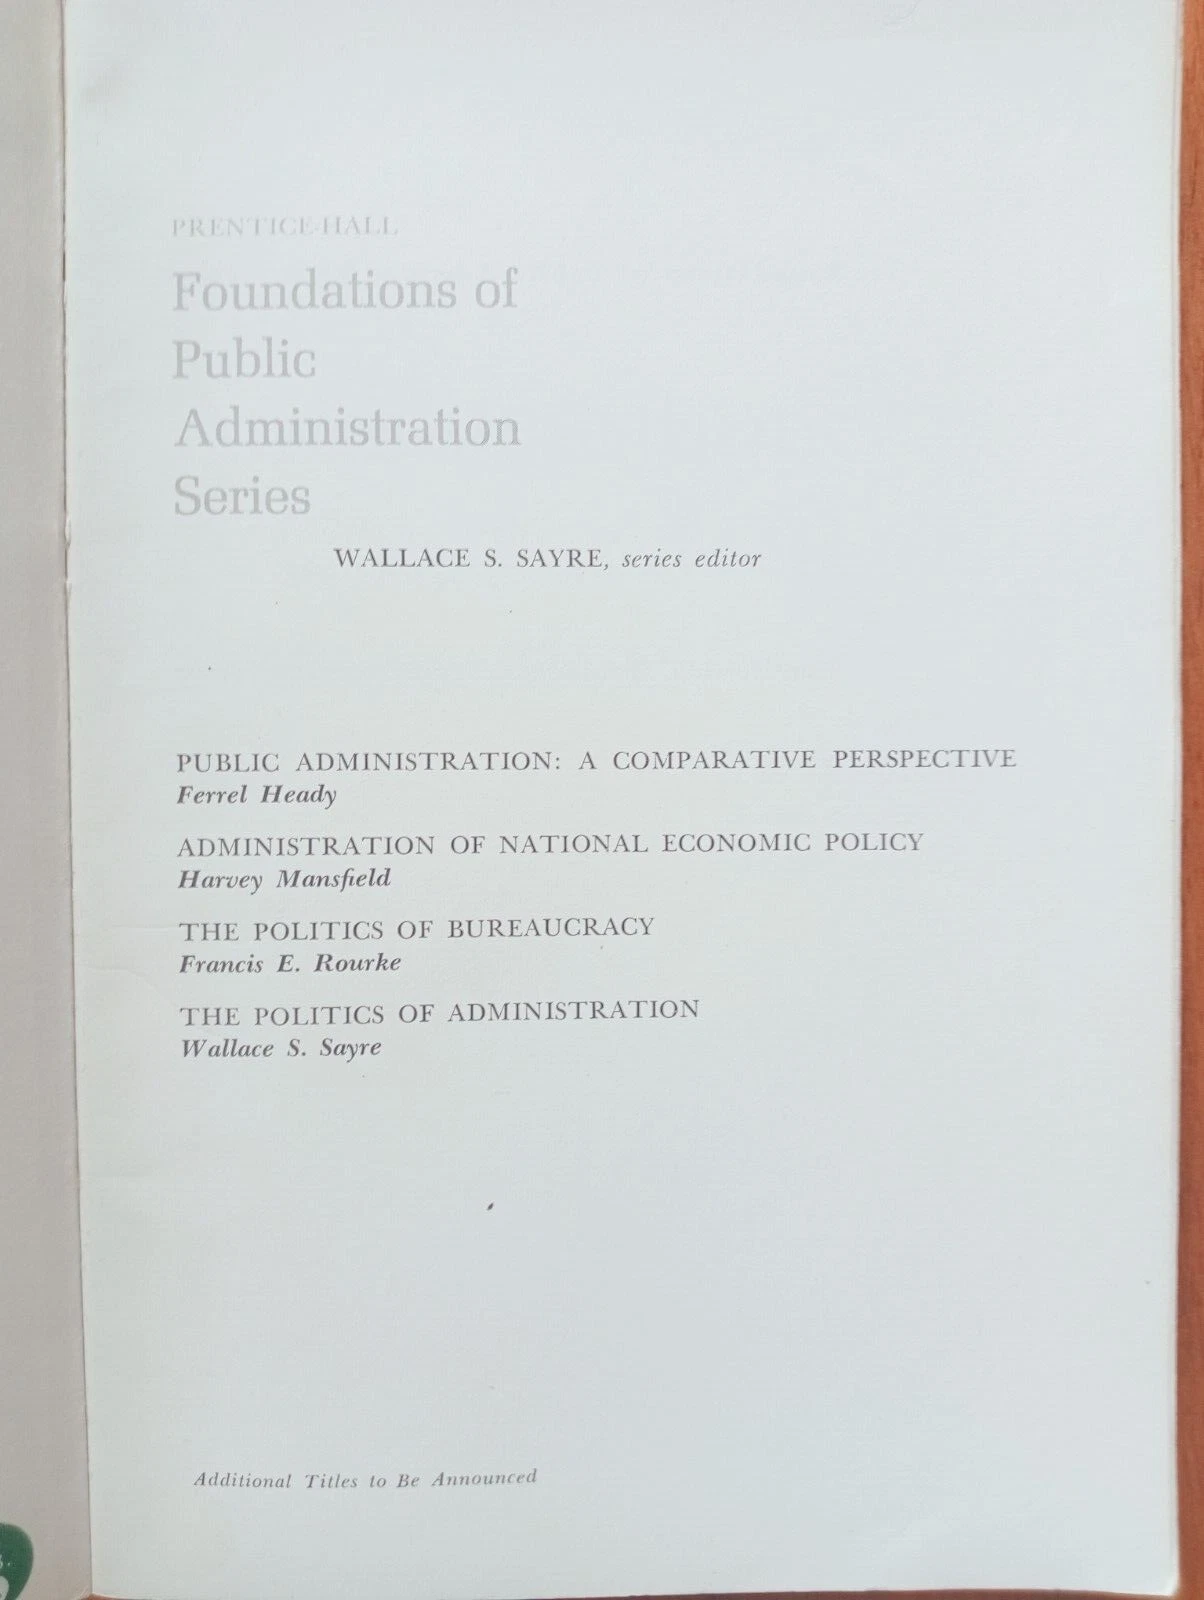 PRENTICE-HALL
Foundations of
Public
Administration
Series
WALLACE S. SAYRE, series editor
PUBLIC ADMINISTRATION: A COMPARATIVE PERSPECTIVE
Ferrel Heady
ADMINISTRATION OF NATIONAL ECONOMIC POLICY
Harvey Mansfield
THE POLITICS OF BUREAUCRACY
Francis E. Rourke
THE POLITICS OF ADMINISTRATION
Wallace S. Sayre
Additional Titles to Be Announced